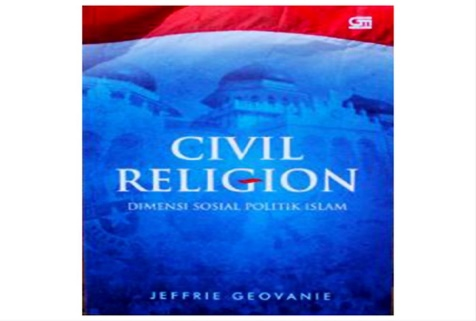 CIVIL
RELIGION
DIMENSI SOSIAL POLITIK ISLAM
JEFFRIE GEOVANIE